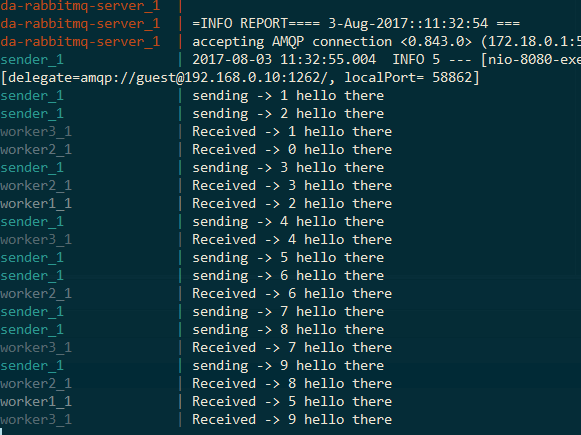 da-rabbitmq-server_1 |
da-rabbitmq-server_1 | =INFO REPORT==== 3-Aug-2017::11:32:54 ===
da-rabbitmq-server_1 | accepting AMQP connection <0.843.0> (172.18.0.1:5
sender_1 | 2017-08-03 11:32:55.004 INFO 5 --- [nio-8080-exe
[delegate=amqp://guest@192.168.0.10:1262/, localPort= 58862]
sender_1 | sending -> 1 hello there
sender_1 | sending -> 2 hello there
worker3_1 | Received -> 1 hello there
worker2_1 | Received -> 0 hello there
sender_1 | sending -> 3 hello there
worker2_1 | Received -> 3 hello there
worker1_1 | Received -> 2 hello there
sender_1 | sending -> 4 hello there
worker3_1 | Received -> 4 hello there
sender_1 | sending -> 5 hello there
sender_1 | sending -> 6 hello there
worker2_1 | Received -> 6 hello there
sender_1 | sending -> 7 hello there
sender_1 | sending -> 8 hello there
worker3_1 | Received -> 7 hello there
sender_1 | sending -> 9 hello there
worker2_1 | Received -> 8 hello there
worker1_1 | Received -> 5 hello there
worker3_1 | Received -> 9 hello there